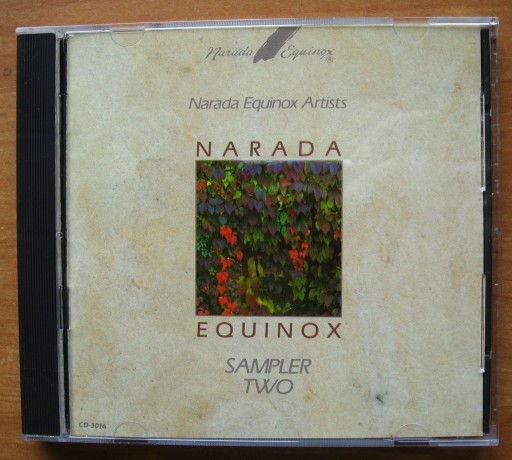 Narada Equinox®
Narada Equinox Artists
NARADA
EQUINOX
SAMPLER
TWO
CD-3016